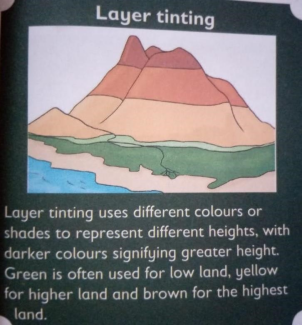 Layer tinting
Layer tinting uses different colours or
shades to represent different heights, with
darker colours signifying greater height.
Green is often used for low land, yellow
for higher land and brown for the highest
land.